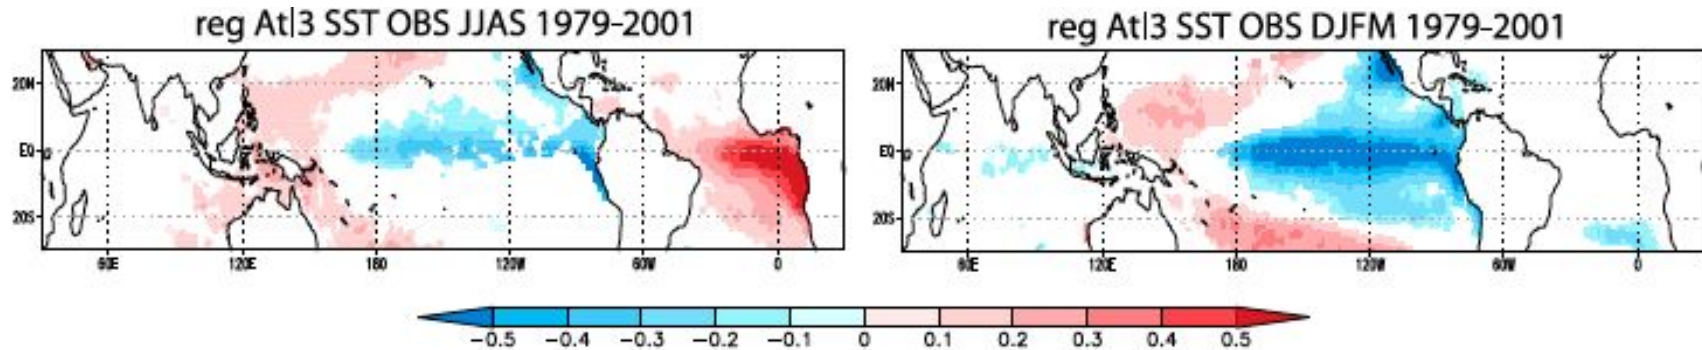 reg Atl3 SST OBS JJAS 1979-2001
reg Atl3 SST OBS DJFM 1979-2001
20N
EQ
20S
60E 120E 180 120W 60W 0
20N
EQ
20S
60E 120E 180 120W 60W 0
-0.5 -0.4 -0.3 -0.2 -0.1 0 0.1 0.2 0.3 0.4 0.5